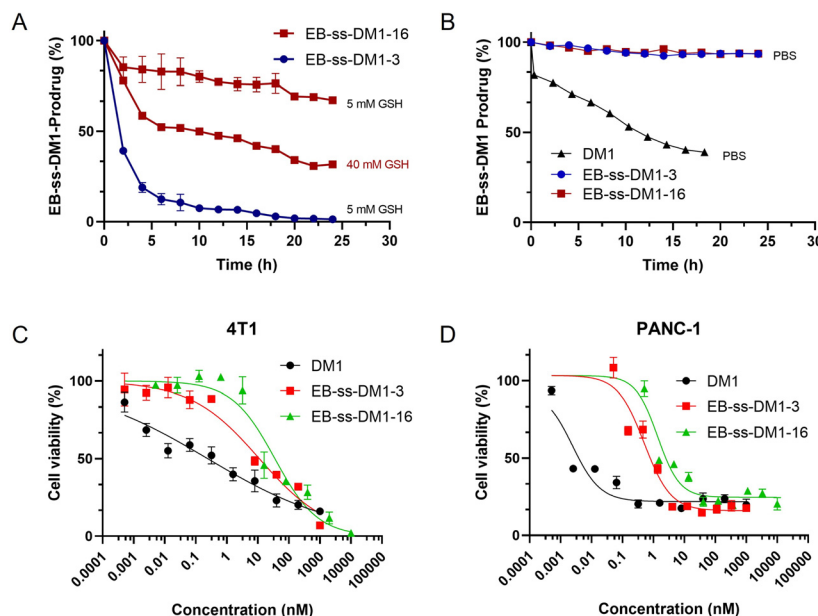 A
EB-ss-DM1-Prodrug (%)
100
50
0
EB-ss-DM1-16
EB-ss-DM1-3
5 mM GSH
40 mM GSH
5 mM GSH
0 5 10 15 20 25 30
Time (h)
B
EB-ss-DM1 Prodrug (%)
100
50
0
PBS
PBS
DM1
EB-ss-DM1-3
EB-ss-DM1-16
0 5 10 15 20 25 30
Time (h)
C
4T1
Cell viability (%)
100
50
0
DM1
EB-ss-DM1-3
EB-ss-DM1-16
0.0001 0.001 0.01 0.1 1 10 100 1000 10000 100000
Concentration (nM)
D
PANC-1
Cell viability (%)
100
50
0
DM1
EB-ss-DM1-3
EB-ss-DM1-16
0.0001 0.001 0.01 0.1 1 10 100 1000 10000 100000
Concentration (nM)